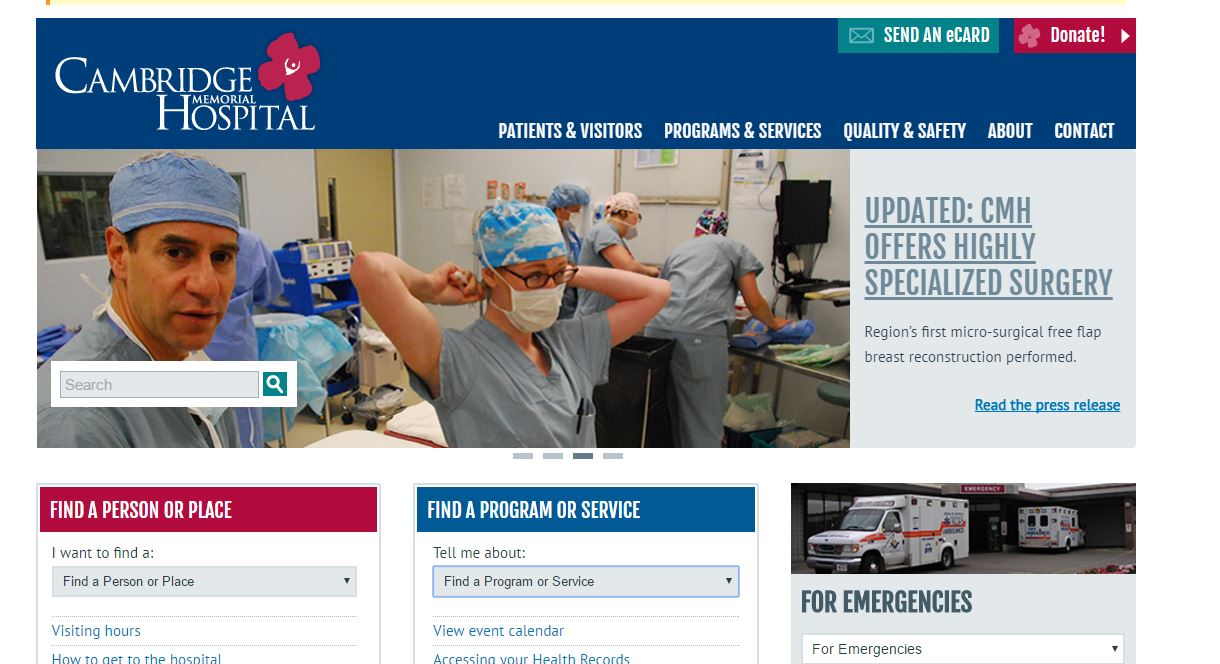 SEND AN eCARD
Donate!
CAMBRIDGE
MEMORIAL
HOSPITAL
PATIENTS & VISITORS
PROGRAMS & SERVICES
QUALITY & SAFETY
ABOUT
CONTACT
UPDATED: CMH
OFFERS HIGHLY
SPECIALIZED SURGERY
Region's first micro-surgical free flap
breast reconstruction performed.
Read the press release
Search
FIND A PERSON OR PLACE
I want to find a:
Find a Person or Place
Visiting hours
How to get to the hospital
FIND A PROGRAM OR SERVICE
Tell me about:
Find a Program or Service
View event calendar
Accessing your Health Records
EMERGENCY
AMBULANCE
FOR EMERGENCIES
For Emergencies